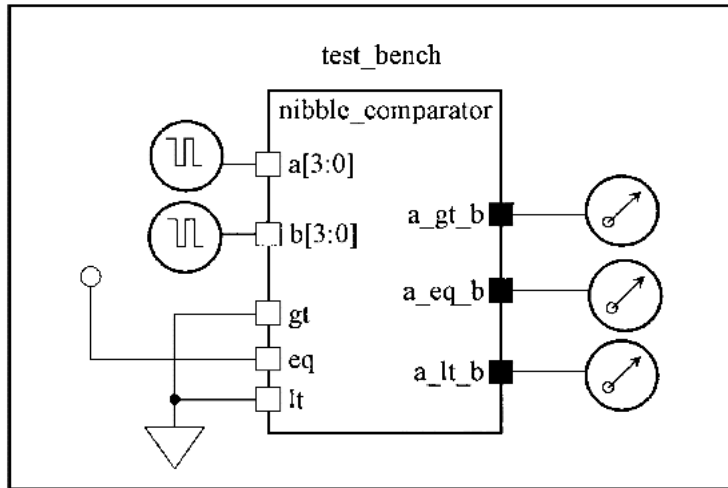 test_bench
nibble_comparator
a[3:0]
b[3:0]
gt
eq
lt
a_gt_b
a_eq_b
a_lt_b